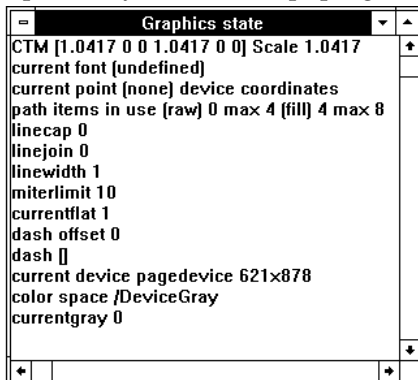 Graphics state
CTM [1.0417 0 0 1.0417 0 0] Scale 1.0417
current font (undefined)
current point (none) device coordinates
path items in use (raw) 0 max 4 (fill) 4 max 8
linecap 0
linejoin 0
linewidth 1
miterlimit 10
currentflat 1
dash offset 0
dash []
current device pagedevice 621x878
color space /DeviceGray
currentgray 0